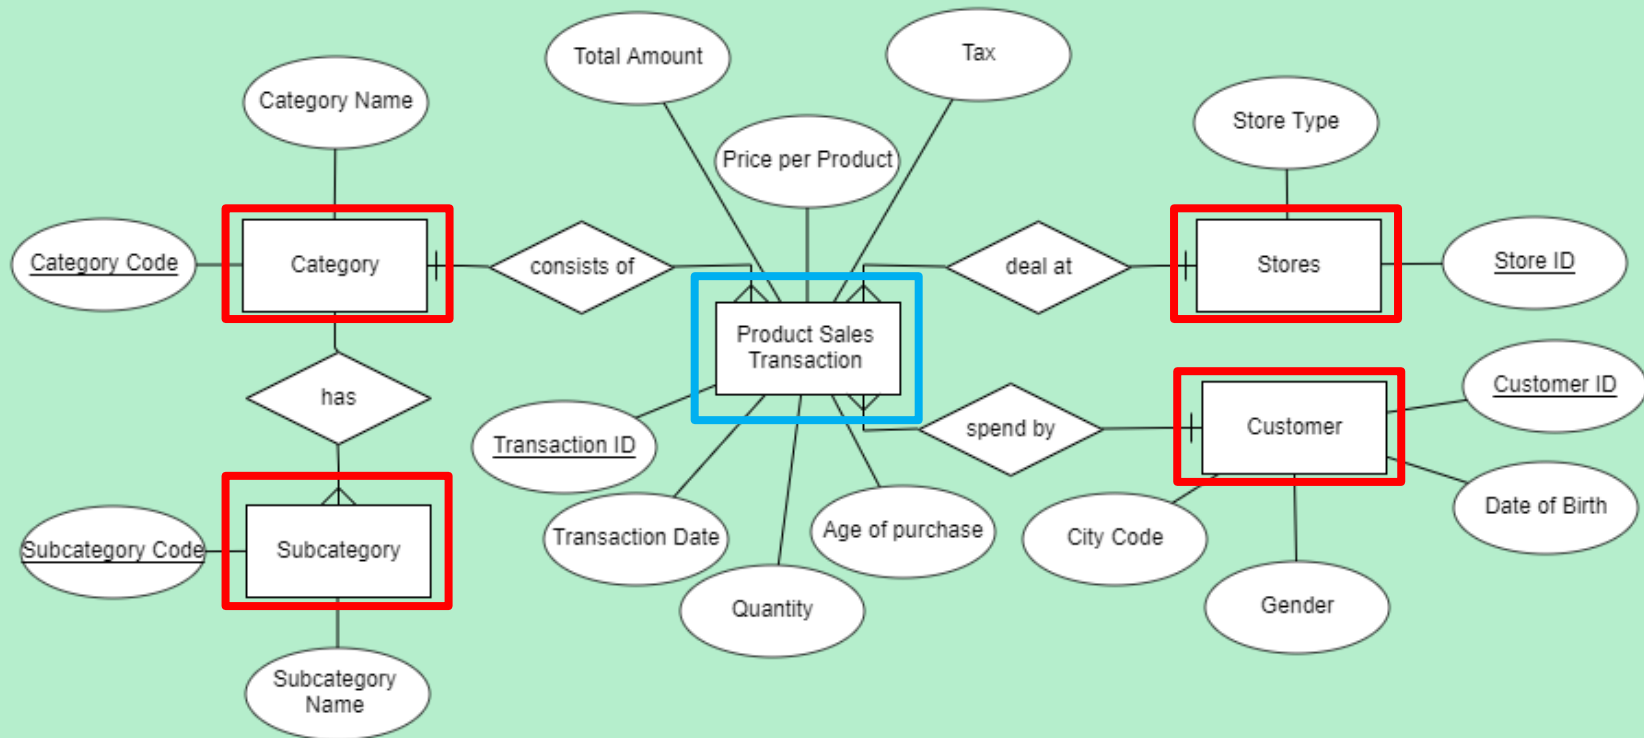 Total Amount
Tax
Category Name
Store Type
Price per Product
Category Code
Category
consists of
deal at
Stores
Store ID
Product Sales
Transaction
Customer ID
has
spend by
Customer
Transaction ID
Subcategory Code
Subcategory
Transaction Date
Age of purchase
City Code
Date of Birth
Quantity
Gender
Subcategory
Name